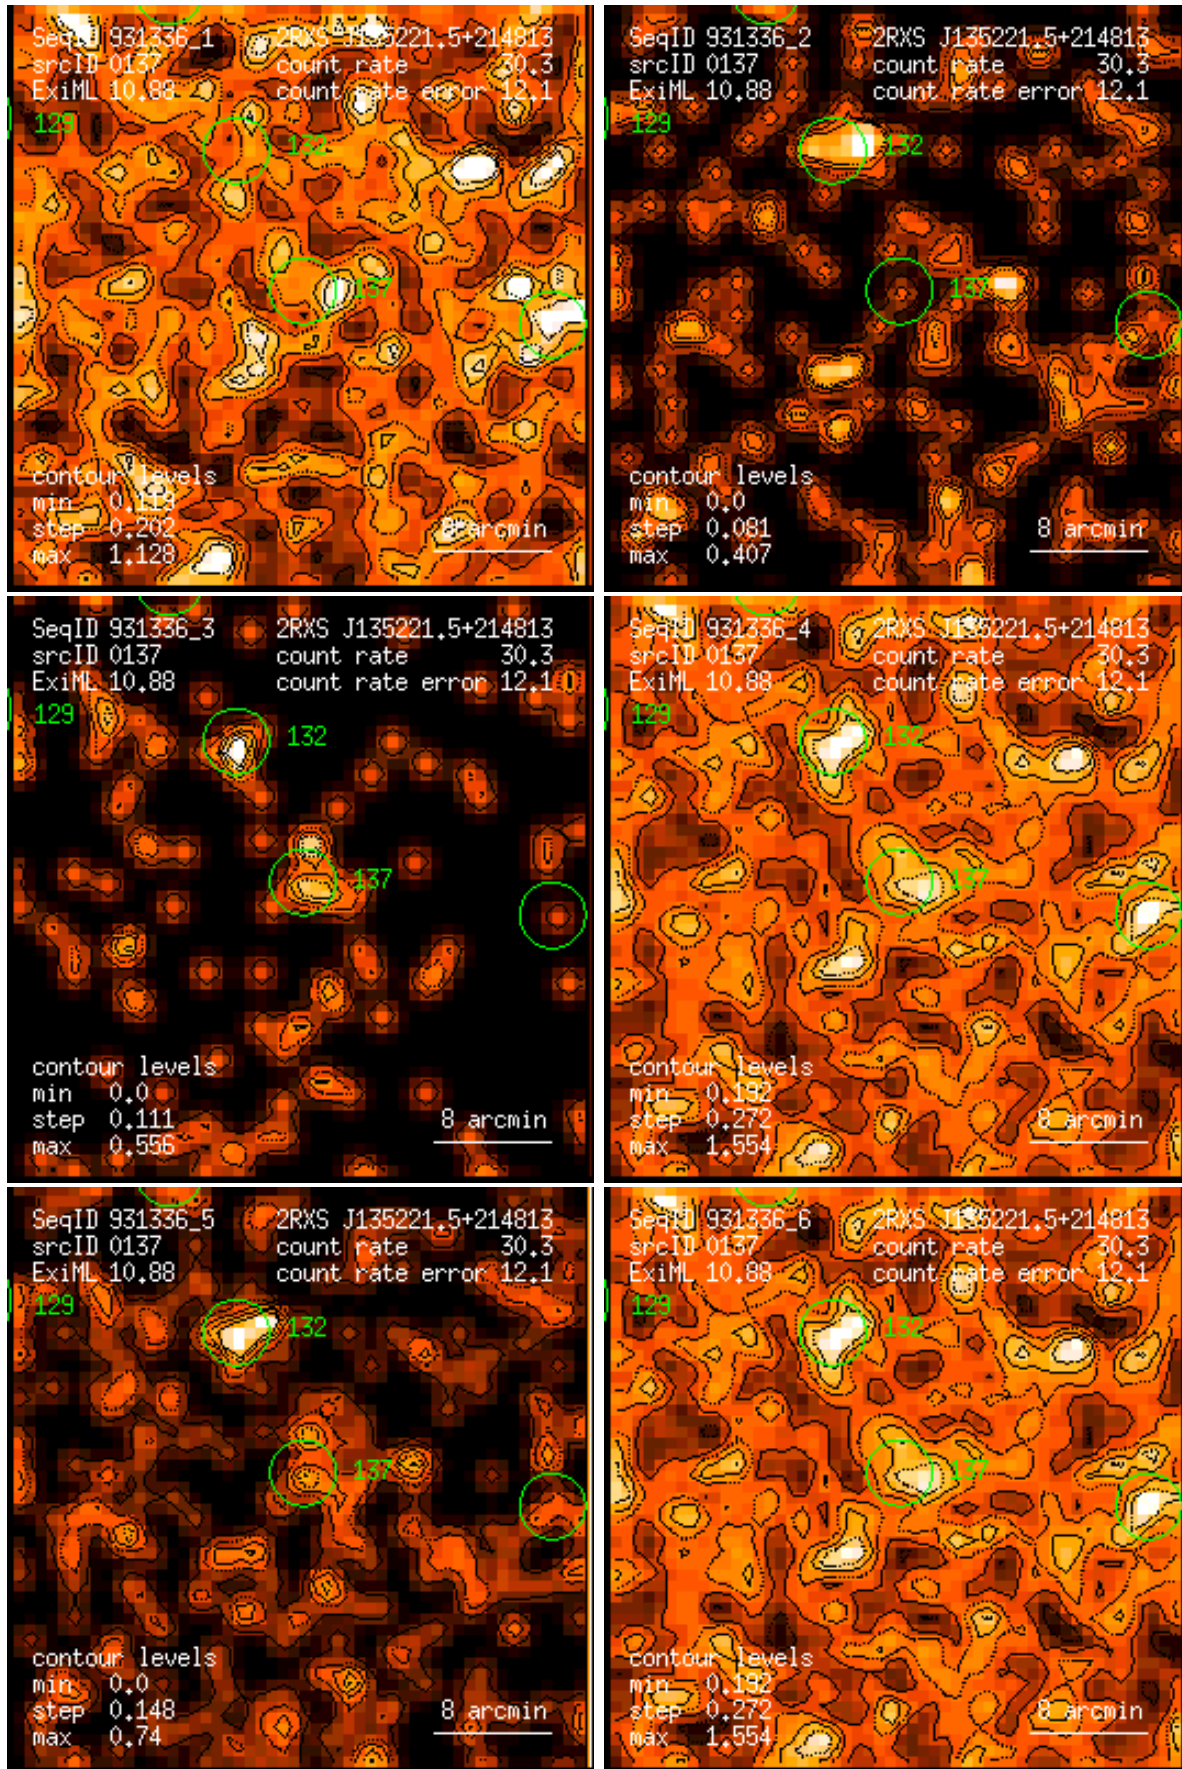 SeqID 931336_1 2RXS J135221.5+214813
srcID 0137 count rate 30.3
ExiML 10.88 count rate error 12.1
129
132
137
contour levels
min 0.119
step 0.202
max 1.128
8 arcmin
SeqID 931336_2 2RXS J135221.5+214813
srcID 0137 count rate 30.3
ExiML 10.88 count rate error 12.1
129
132
137
contour levels
min 0.0
step 0.081
max 0.407
8 arcmin
SeqID 931336_3 2RXS J135221.5+214813
srcID 0137 count rate 30.3
ExiML 10.88 count rate error 12.1
129
132
137
contour levels
min 0.0
step 0.111
max 0.556
8 arcmin
SeqID 931336_4 2RXS J135221.5+214813
srcID 0137 count rate 30.3
ExiML 10.88 count rate error 12.1
129
132
137
contour levels
min 0.192
step 0.272
max 1.554
8 arcmin
SeqID 931336_5 2RXS J135221.5+214813
srcID 0137 count rate 30.3
ExiML 10.88 count rate error 12.1
129
132
137
contour levels
min 0.0
step 0.148
max 0.74
8 arcmin
SeqID 931336_6 2RXS J135221.5+214813
srcID 0137 count rate 30.3
ExiML 10.88 count rate error 12.1
129
132
137
contour levels
min 0.192
step 0.272
max 1.554
8 arcmin